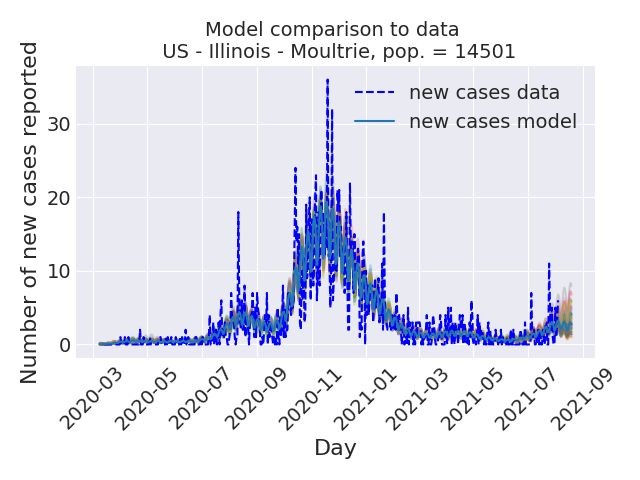 Model comparison to data
US - Illinois - Moultrie, pop. = 14501
Number of new cases reported
30
20
10
0
new cases data
new cases model
2020-03
2020-05
2020-07
2020-09
2020-11
2021-01
2021-03
2021-05
2021-07
2021-09
Day